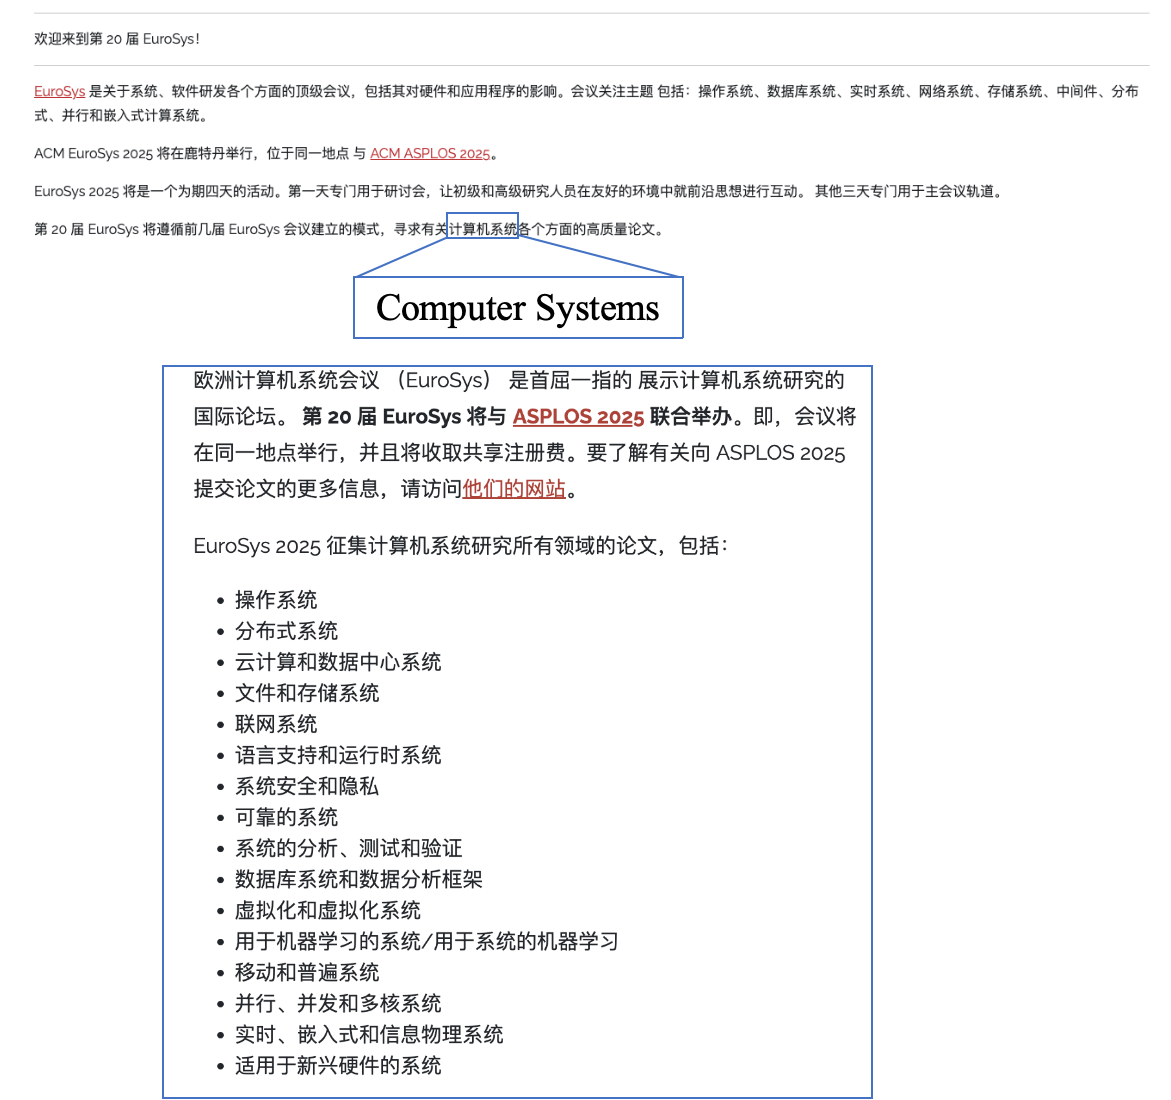 欢迎来到第 20 届 EuroSys！
EuroSys 是关于系统、软件研发各个方面的顶级会议，包括其对硬件和应用程序的影响。会议关注主题 包括：操作系统、数据库系统、实时系统、网络系统、存储系统、中间件、分布
式、并行和嵌入式计算系统。
ACM EuroSys 2025 将在鹿特丹举行，位于同一地点 与 ACM ASPLOS 2025。
EuroSys 2025 将是一个为期四天的活动。第一天专门用于研讨会，让初级和高级研究人员在友好的环境中就前沿思想进行互动。 其他三天专门用于主会议轨道。
第 20 届 EuroSys 将遵循前几届 EuroSys 会议建立的模式，寻求有关计算机系统各个方面的高质量论文。
Computer Systems
欧洲计算机系统会议 （EuroSys） 是首屈一指的 展示计算机系统研究的
国际论坛。 第 20 届 EuroSys 将与 ASPLOS 2025 联合举办。即，会议将
在同一地点举行，并且将收取共享注册费。要了解有关向 ASPLOS 2025
提交论文的更多信息，请访问他们的网站。
EuroSys 2025 征集计算机系统研究所有领域的论文，包括：
• 操作系统
• 分布式系统
• 云计算和数据中心系统
• 文件和存储系统
• 联网系统
• 语言支持和运行时系统
• 系统安全和隐私
• 可靠的系统
• 系统的分析、测试和验证
• 数据库系统和数据分析框架
• 虚拟化和虚拟化系统
• 用于机器学习的系统/用于系统的机器学习
• 移动和普遍系统
• 并行、并发和多核系统
• 实时、嵌入式和信息物理系统
• 适用于新兴硬件的系统